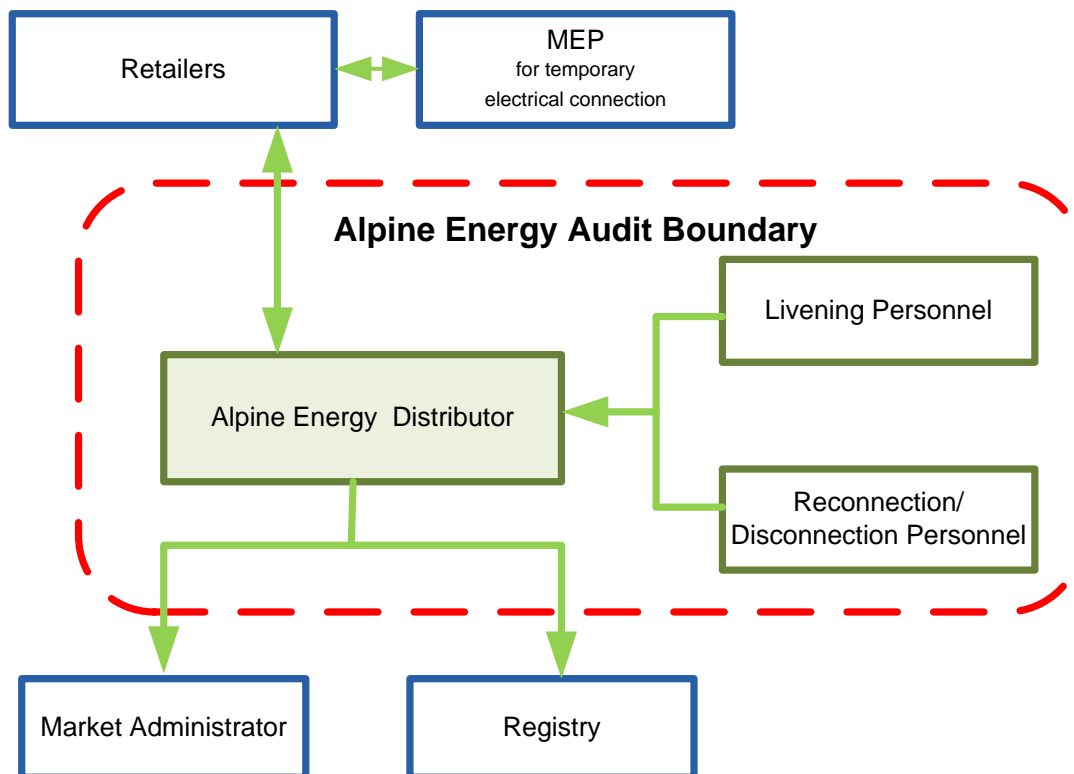 Retailers
MEP
for temporary
electrical connection
Alpine Energy Audit Boundary
Livening Personnel
Alpine Energy  Distributor
Reconnection/
Disconnection Personnel
Market Administrator
Registry